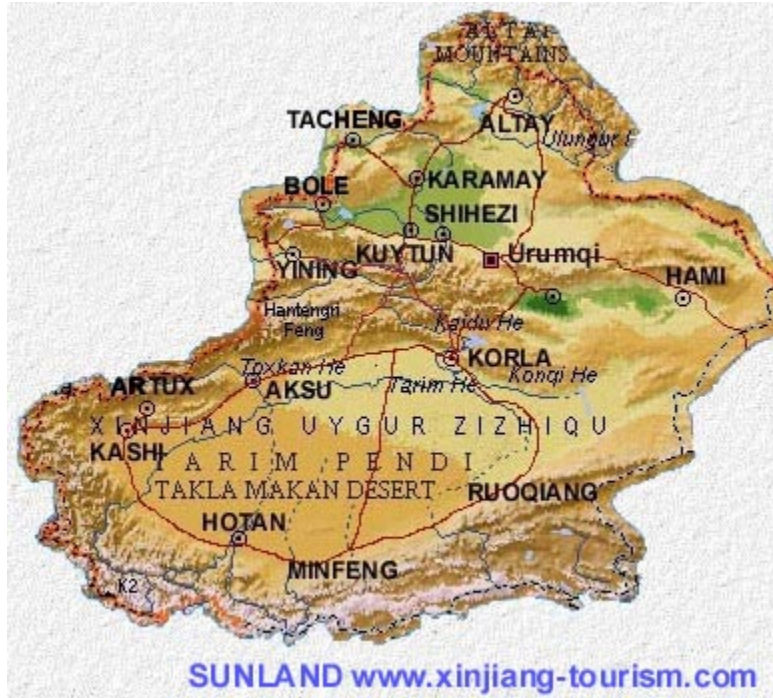 ALTAI
MOUNTAINS
TACHENG
ALTAY
Ulungur
KARAMAY
BOLE
SHIHEZI
KUYTUN
Urumqi
YINING
HAMI
Hantengri
Feng
Kaidu He
KORLA
Toxkan He
Konqi He
ARTUX
AKSU
Tarim He
XINJIANG UYGUR ZIZHIQU
KASHI
TARIM PENDI
TAKLA MAKAN DESERT
RUOQIANG
HOTAN
MINFENG
K2
SUNLAND www.xinjiang-tourism.com